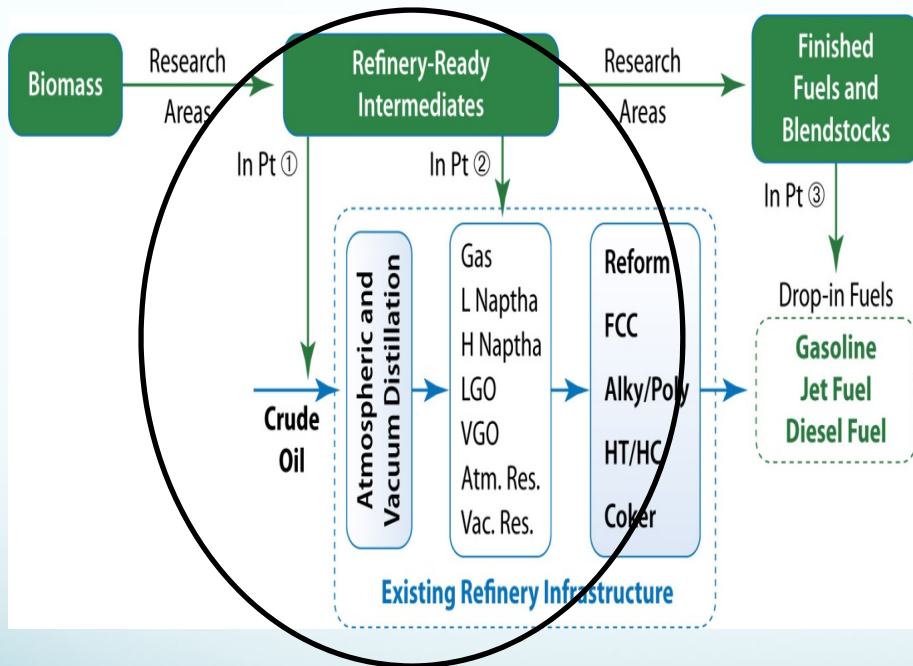 Biomass
Research
Areas
Refinery-Ready
Intermediates
Research
Areas
Finished
Fuels and
Blendstocks
In Pt ①
In Pt ②
In Pt ③
Crude
Oil
Atmospheric and
Vacuum Distillation
Gas
L Naptha
H Naptha
LGO
VGO
Atm. Res.
Vac. Res.
Reform
FCC
Alky/Poly
HT/HC
Coker
Drop-in Fuels
Gasoline
Jet Fuel
Diesel Fuel
Existing Refinery Infrastructure